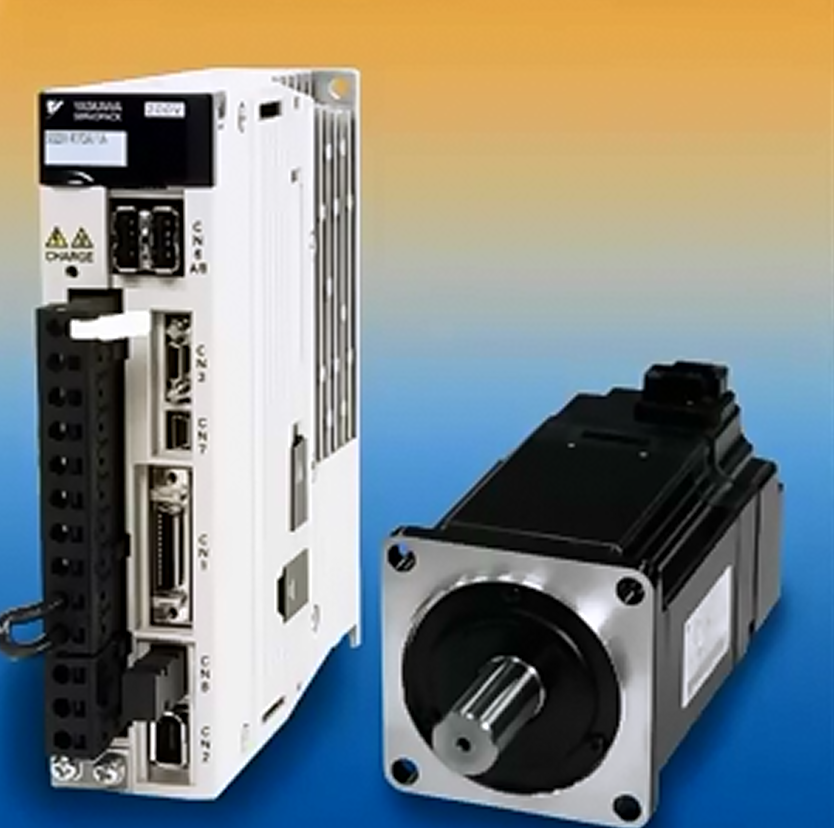 YASKAWA
SERVOPACK
200V
CHARGE
CN6
A/B
CN3
CN7
CN1
CN8
CN2